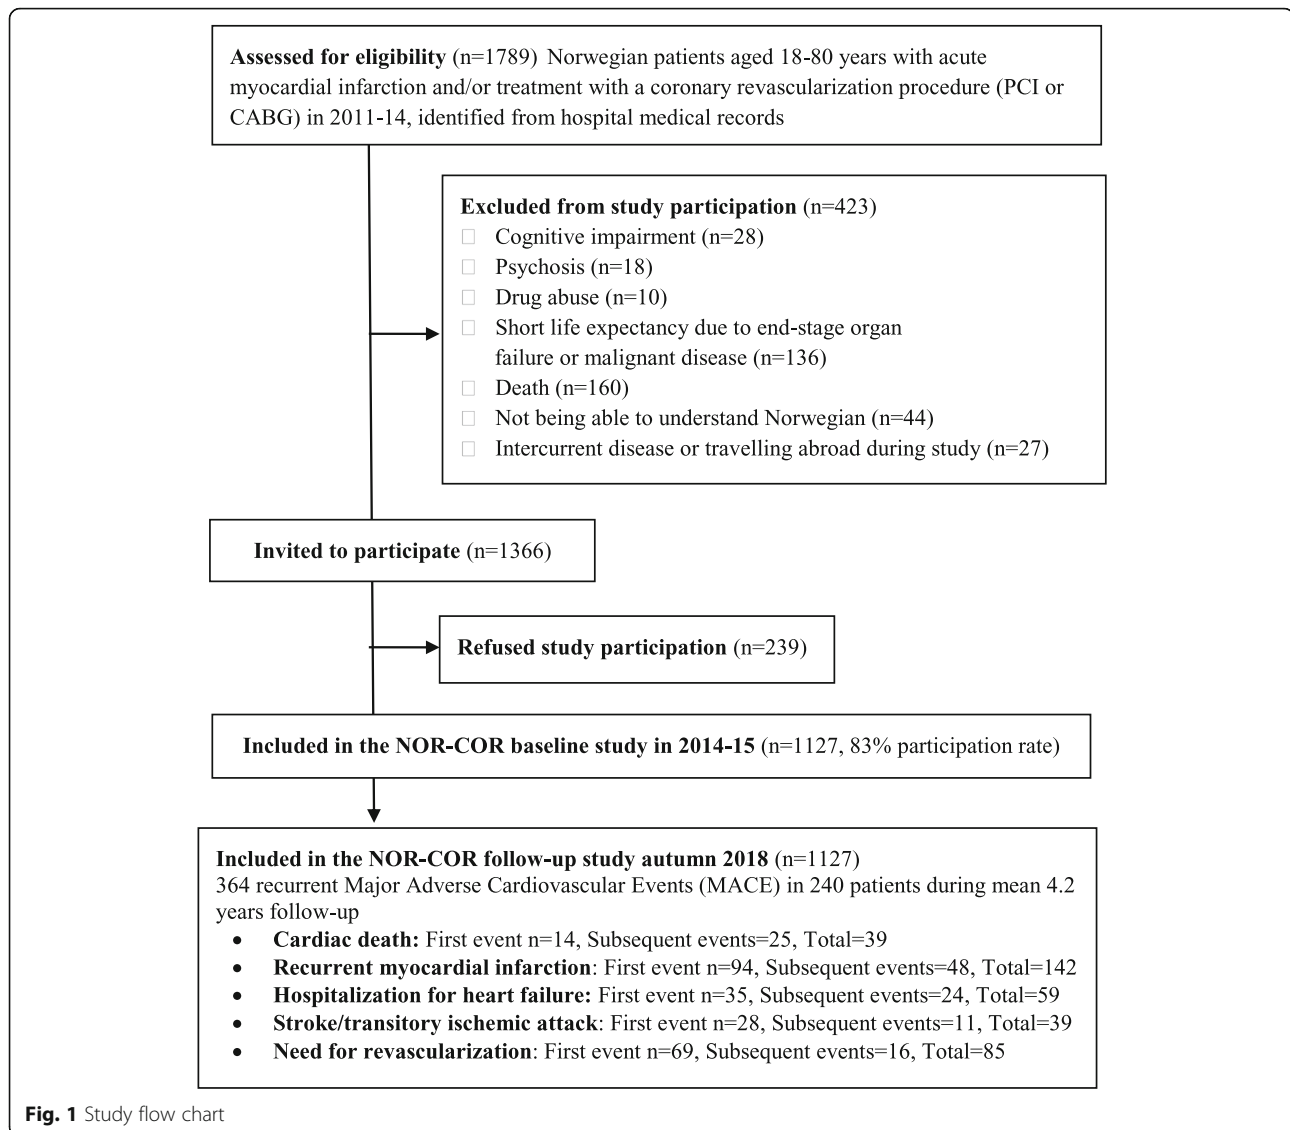 Assessed for eligibility (n=1789) Norwegian patients aged 18-80 years with acute
myocardial infarction and/or treatment with a coronary revascularization procedure (PCI or
CABG) in 2011-14, identified from hospital medical records
Excluded from study participation (n=423)
□ Cognitive impairment (n=28)
□ Psychosis (n=18)
□ Drug abuse (n=10)
□ Short life expectancy due to end-stage organ
failure or malignant disease (n=136)
□ Death (n=160)
□ Not being able to understand Norwegian (n=44)
□ Intercurrent disease or travelling abroad during study (n=27)
Invited to participate (n=1366)
Refused study participation (n=239)
Included in the NOR-COR baseline study in 2014-15 (n=1127, 83% participation rate)
Included in the NOR-COR follow-up study autumn 2018 (n=1127)
364 recurrent Major Adverse Cardiovascular Events (MACE) in 240 patients during mean 4.2
years follow-up
• Cardiac death: First event n=14, Subsequent events=25, Total=39
• Recurrent myocardial infarction: First event n=94, Subsequent events=48, Total=142
• Hospitalization for heart failure: First event n=35, Subsequent events=24, Total=59
• Stroke/transitory ischemic attack: First event n=28, Subsequent events=11, Total=39
• Need for revascularization: First event n=69, Subsequent events=16, Total=85
Fig. 1 Study flow chart